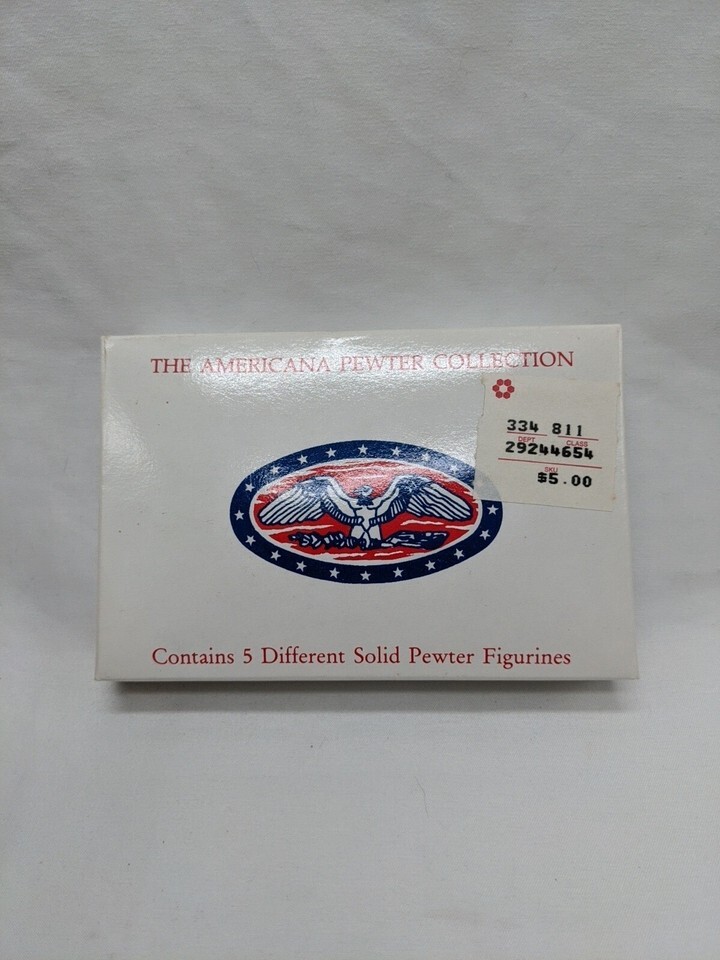 THE AMERICANA PEWTER COLLECTION
334 811
DEPT CLASS
29244654
SKU
$5.00
Contains 5 Different Solid Pewter Figurines